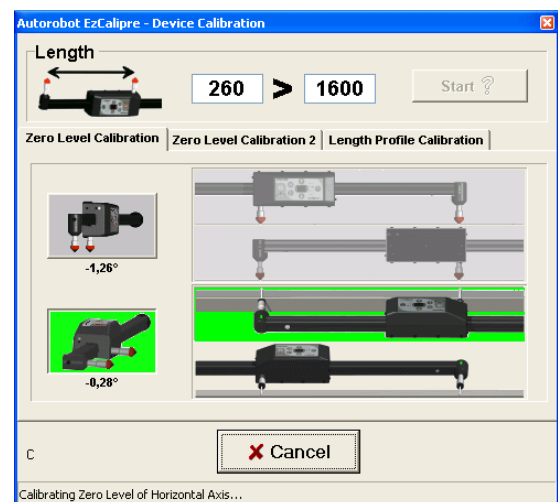 Autorobot EzCalipre - Device Calibration
Length
260 > 1600 Start ?
Zero Level Calibration Zero Level Calibration 2 Length Profile Calibration
-1,26°
-0,28°
C
✘ Cancel
Calibrating Zero Level of Horizontal Axis...